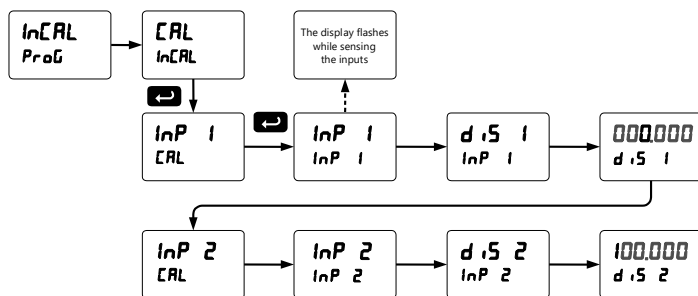 InCAL
ProG
CAL
InCAL
The display flashes
while sensing
the inputs
InP 1
CAL
InP 1
InP 1
diS 1
InP 1
000.000
diS 1
InP 2
CAL
InP 2
InP 2
diS 2
InP 2
100.000
diS 2